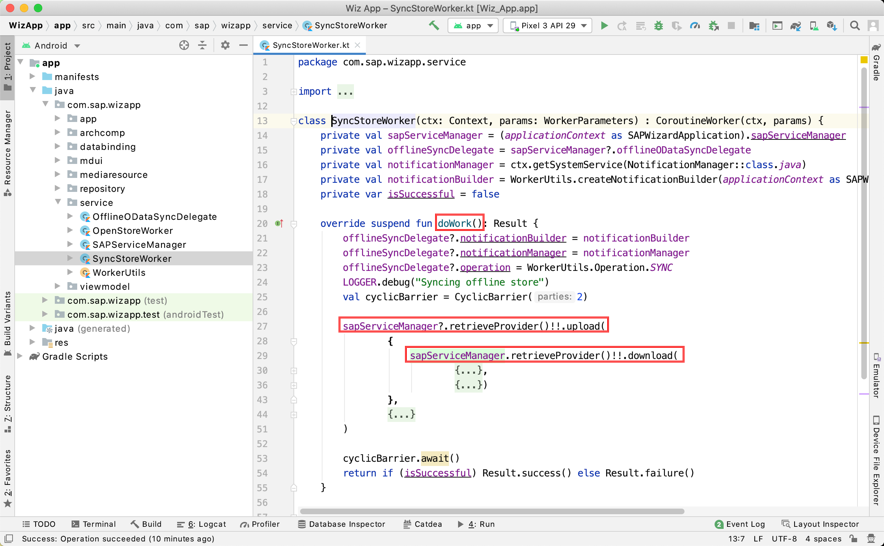 Wiz App – SyncStoreWorker.kt [Wiz_App.app]
WizApp app src main java com sap wizapp service SyncStoreWorker
app
Pixel 3 API 29
Android
SyncStoreWorker.kt
1: Project
Resource Manager
Build Variants
7: Structure
2: Favorites
app
manifests
java
com.sap.wizapp
app
archcomp
databinding
mdui
mediaresource
repository
service
OfflineODataSyncDelegate
OpenStoreWorker
SAPServiceManager
SyncStoreWorker
WorkerUtils
viewmodel
com.sap.wizapp (test)
com.sap.wizapp.test (androidTest)
java (generated)
res
Gradle Scripts
1 package com.sap.wizapp.service
2
3 import ...
12
13 class SyncStoreWorker(ctx: Context, params: WorkerParameters) : CoroutineWorker(ctx, params) {
14 private val sapServiceManager = (applicationContext as SAPWizardApplication).sapServiceManager
15 private val offlineSyncDelegate = sapServiceManager?.offlineODataSyncDelegate
16 private val notificationManager = ctx.getSystemService(NotificationManager::class.java)
17 private val notificationBuilder = WorkerUtils.createNotificationBuilder(applicationContext as SAPW
18 private var isSuccessful = false
19
20 override suspend fun doWork(): Result {
21 offlineSyncDelegate?.notificationBuilder = notificationBuilder
22 offlineSyncDelegate?.notificationManager = notificationManager
23 offlineSyncDelegate?.operation = WorkerUtils.Operation.SYNC
24 LOGGER.debug("Syncing offline store")
25 val cyclicBarrier = CyclicBarrier( parties: 2)
26
27 sapServiceManager?.retrieveProvider()!!.upload(
28 {
29 sapServiceManager.retrieveProvider()!!.download(
30 {...},
36 {...})
43 },
44 {...}
51 )
52
53 cyclicBarrier.await()
54 return if (isSuccessful) Result.success() else Result.failure()
55 }
56
Gradle
Emulator
Device File Explorer
TODO Terminal Build 6: Logcat Profiler Database Inspector Catdea 4: Run 2 Event Log Layout Inspector
Success: Operation succeeded (10 minutes ago) 13:7 LF UTF-8 4 spaces